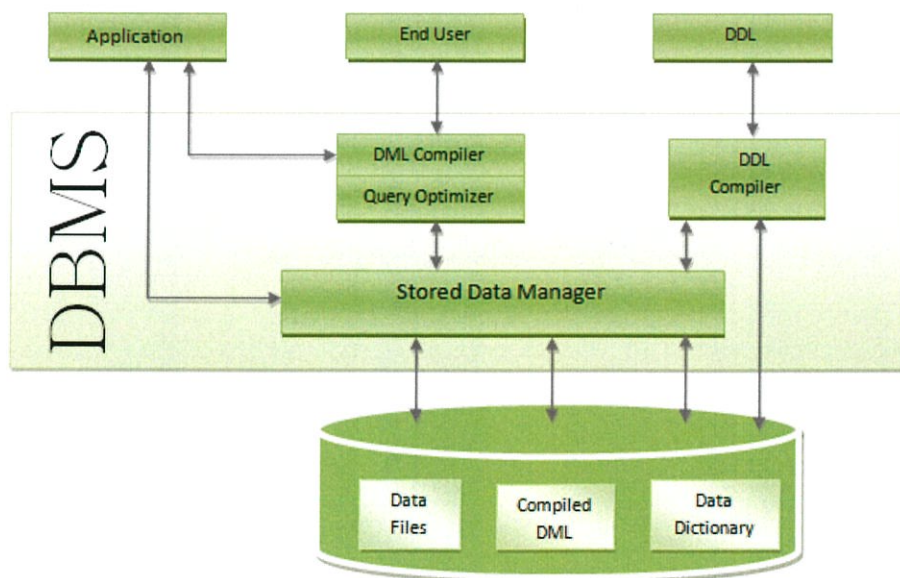 Application
End User
DDL
DBMS
DML Compiler
Query Optimizer
DDL
Compiler
Stored Data Manager
Data
Files
Compiled
DML
Data
Dictionary